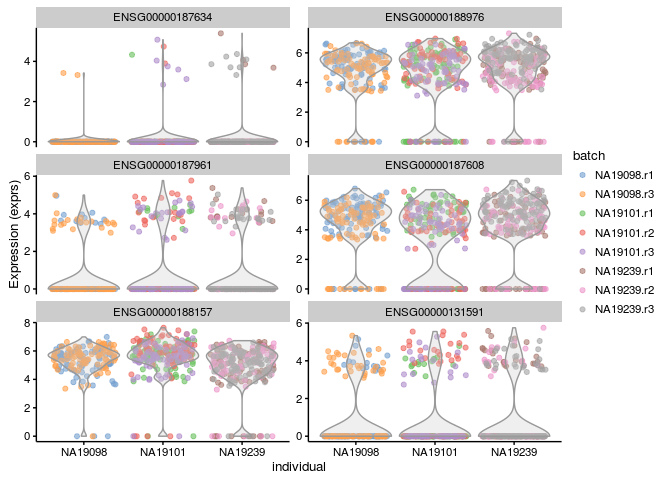 ENSG00000187634
ENSG00000188976
4
2
0
6
4
2
0
ENSG00000187961
ENSG00000187608
6
4
2
0
6
4
2
0
ENSG00000188157
ENSG00000131591
8
6
4
2
0
6
4
2
0
NA19098
NA19101
NA19239
NA19098
NA19101
NA19239
individual
Expression (exprs)
batch
NA19098.r1
NA19098.r3
NA19101.r1
NA19101.r2
NA19101.r3
NA19239.r1
NA19239.r2
NA19239.r3